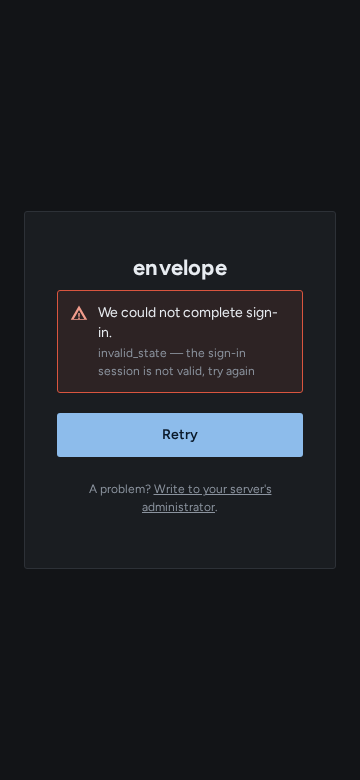 envelope
We could not complete sign-
in.
invalid_state — the sign-in
session is not valid, try again
Retry
A problem? Write to your server's
administrator.